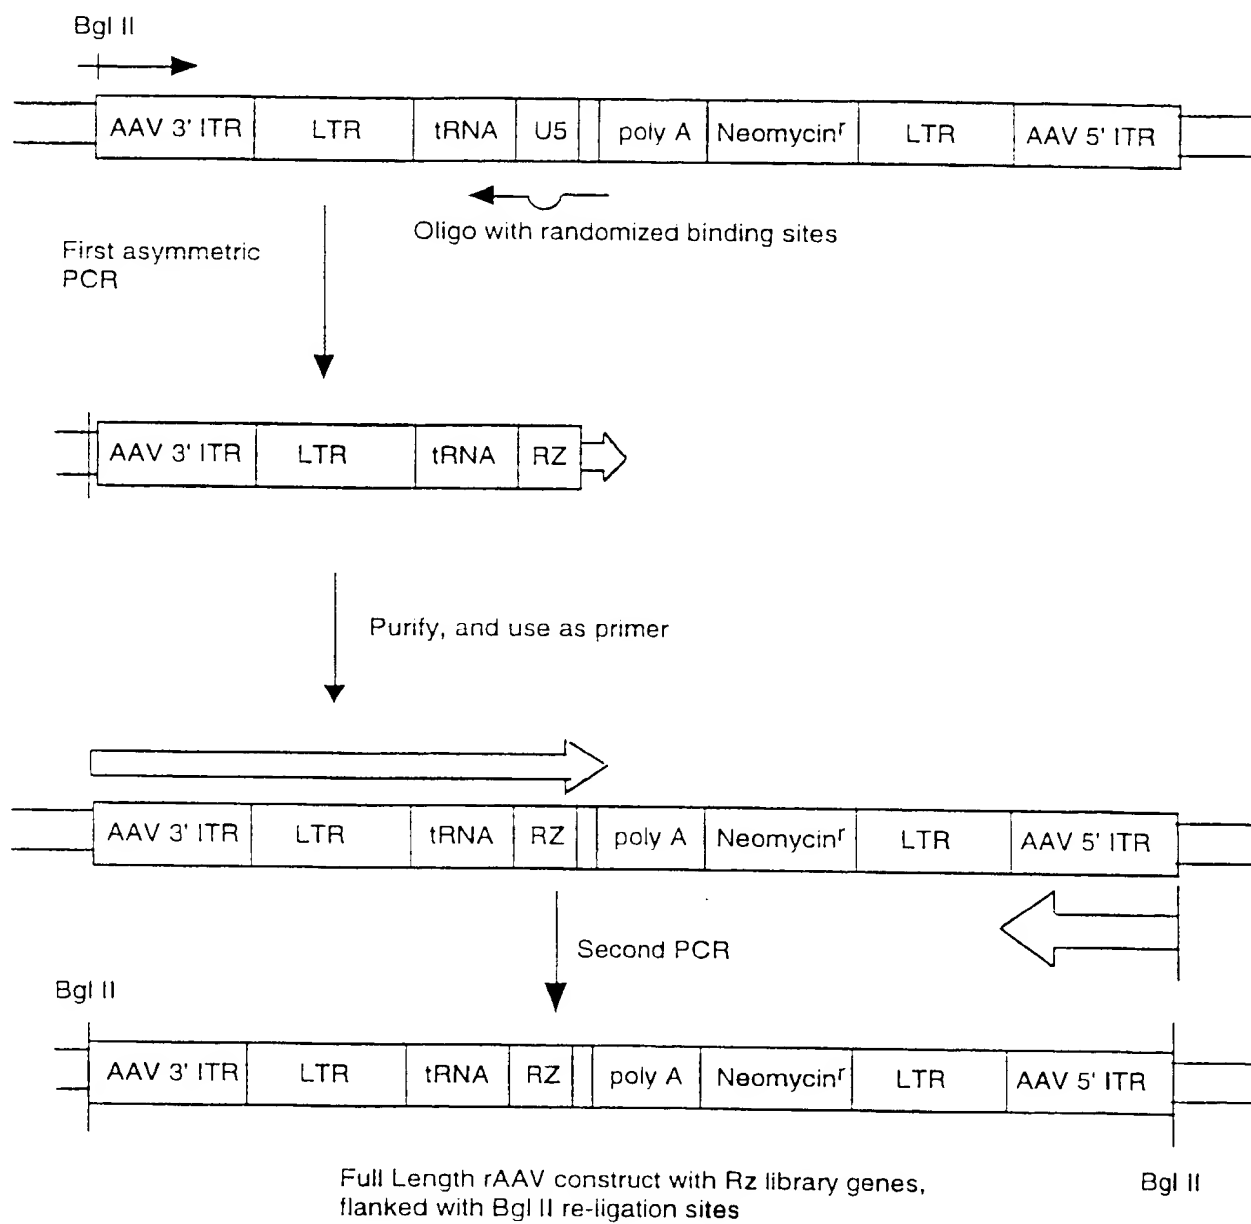 Bgl II
AAV 3' ITR LTR tRNA U5 poly A Neomycinʳ LTR AAV 5' ITR
Oligo with randomized binding sites
First asymmetric
PCR
AAV 3' ITR LTR tRNA RZ
Purify, and use as primer
AAV 3' ITR LTR tRNA RZ poly A Neomycinʳ LTR AAV 5' ITR
Second PCR
Bgl II
AAV 3' ITR LTR tRNA RZ poly A Neomycinʳ LTR AAV 5' ITR
Full Length rAAV construct with Rz library genes,
flanked with Bgl II re-ligation sites
Bgl II